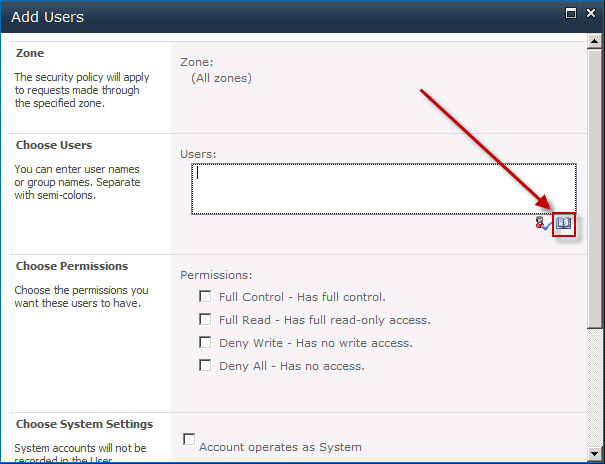 Add Users
Zone
The security policy will apply
to requests made through
the specified zone.
Zone:
(All zones)
Choose Users
You can enter user names
or group names. Separate
with semi-colons.
Users:
Choose Permissions
Choose the permissions you
want these users to have.
Permissions:
Full Control - Has full control.
Full Read - Has full read-only access.
Deny Write - Has no write access.
Deny All - Has no access.
Choose System Settings
System accounts will not be
recorded in the User
Account operates as System